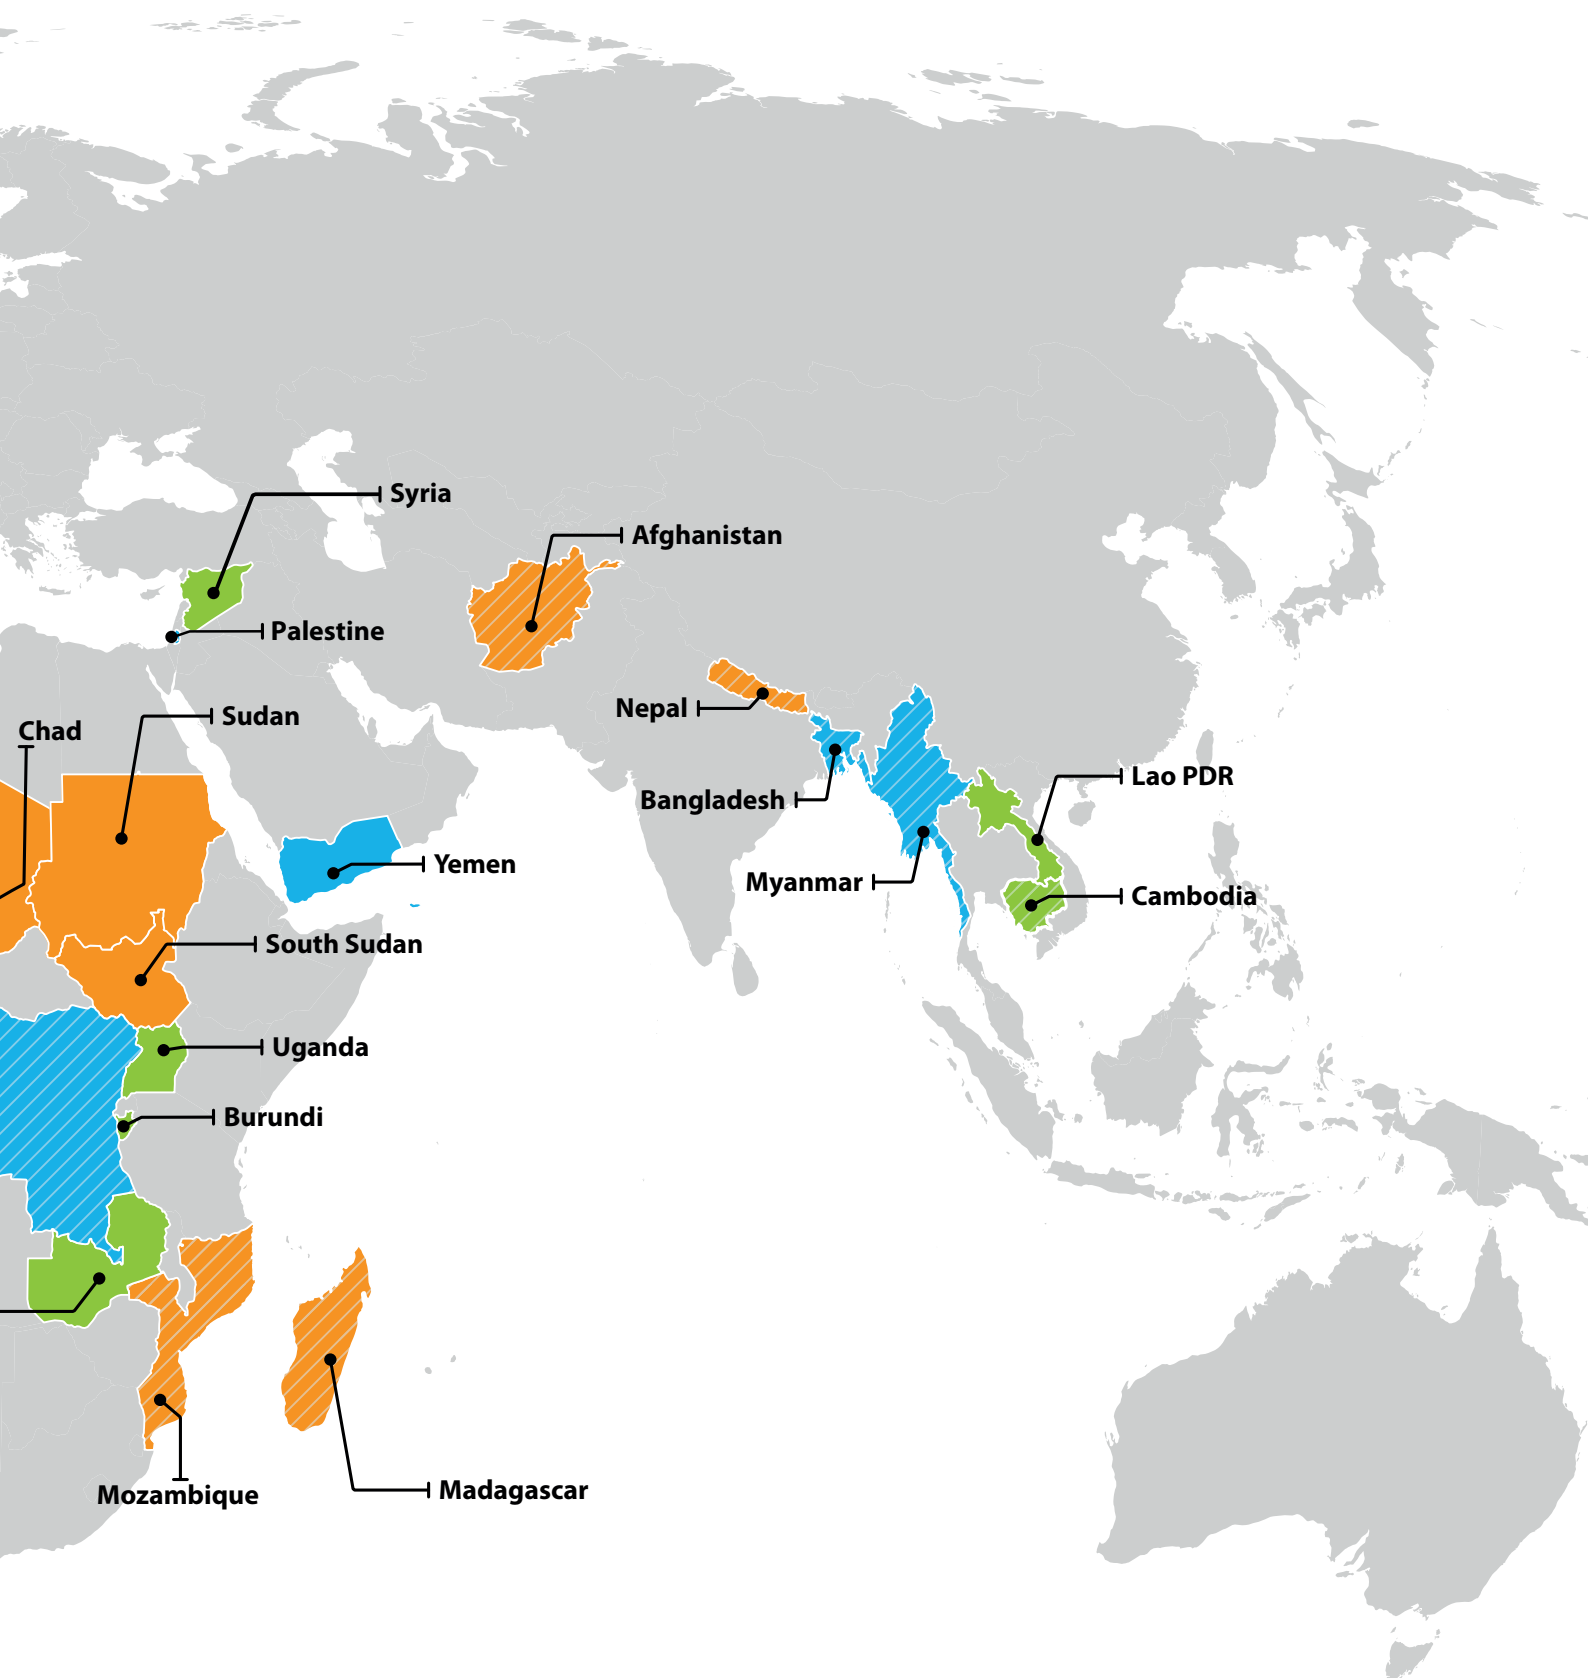 Syria
Afghanistan
Palestine
Nepal
Sudan
Chad
Lao PDR
Bangladesh
Yemen
Myanmar
Cambodia
South Sudan
Uganda
Burundi
Madagascar
Mozambique